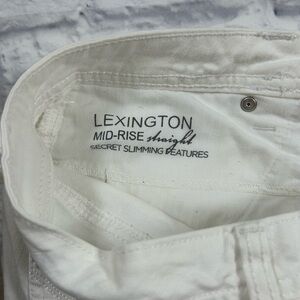 LEXINGTON
MID-RISE straight
SECRET SLIMMING FEATURES